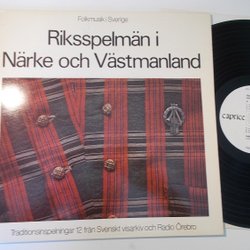 Folkmusik i Sverige
Riksspelmän i
Närke och Västmanland
Traditionsinspelningar 12 från Svenskt visarkiv och Radio Örebro
caprice